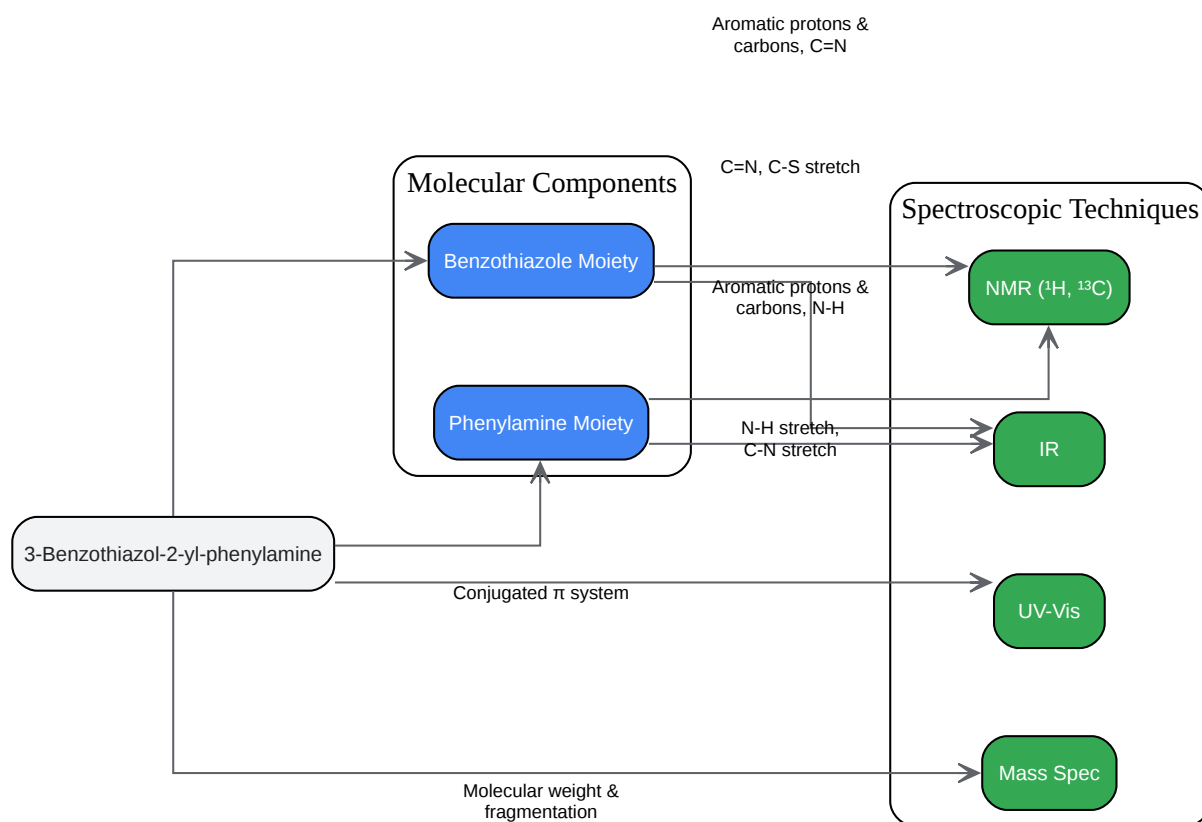 Aromatic protons &
carbons, C=N
C=N, C-S stretch
Molecular Components
Spectroscopic Techniques
Benzothiazole Moiety
NMR (¹H, ¹³C)
Aromatic protons &
carbons, N-H
Phenylamine Moiety
N-H stretch,
C-N stretch
IR
3-Benzothiazol-2-yl-phenylamine
Conjugated π system
UV-Vis
Mass Spec
Molecular weight &
fragmentation